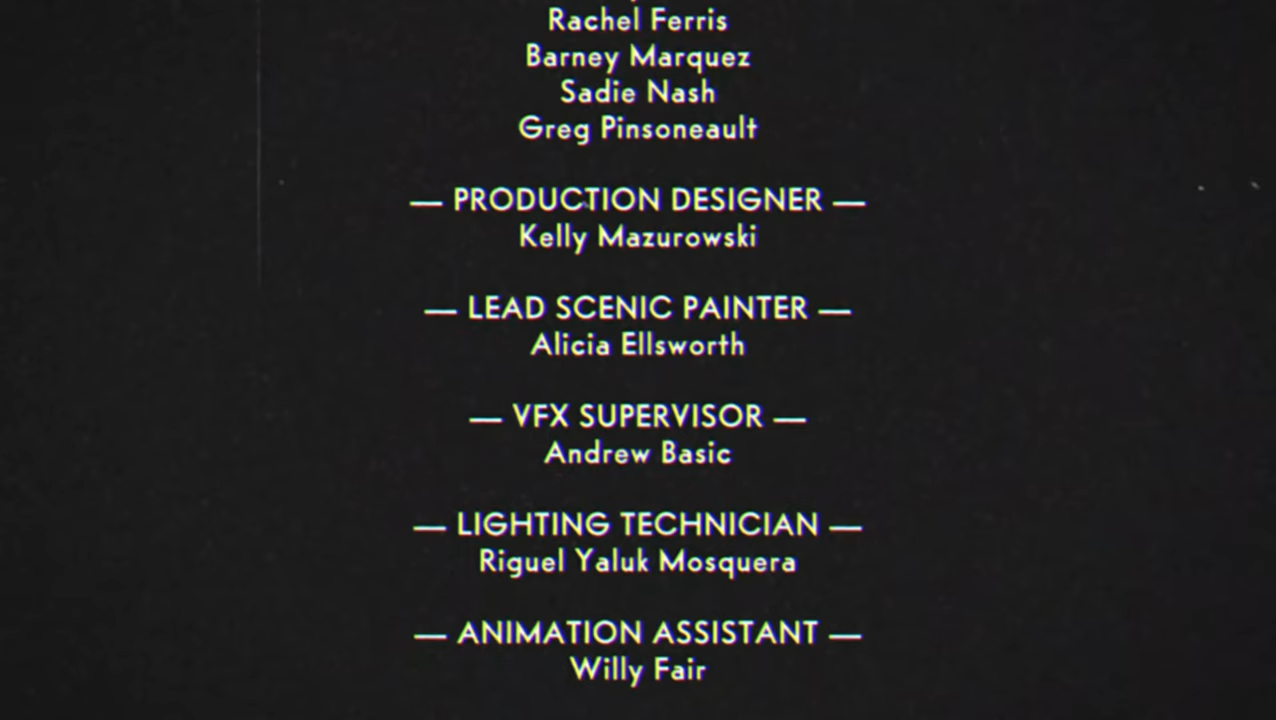 Rachel Ferris
Barney Marquez
Sadie Nash
Greg Pinsoneault
— PRODUCTION DESIGNER —
Kelly Mazurowski
— LEAD SCENIC PAINTER —
Alicia Ellsworth
— VFX SUPERVISOR —
Andrew Basic
— LIGHTING TECHNICIAN —
Riguel Yaluk Mosquera
— ANIMATION ASSISTANT —
Willy Fair